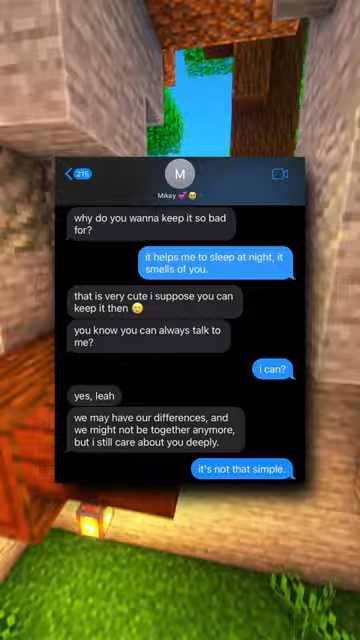 215
M
Mikey 💕🥺
why do you wanna keep it so bad
for?
it helps me to sleep at night, it
smells of you.
that is very cute i suppose you can
keep it then 🥲
you know you can always talk to
me?
i can?
yes, leah
we may have our differences, and
we might not be together anymore,
but i still care about you deeply.
it's not that simple.